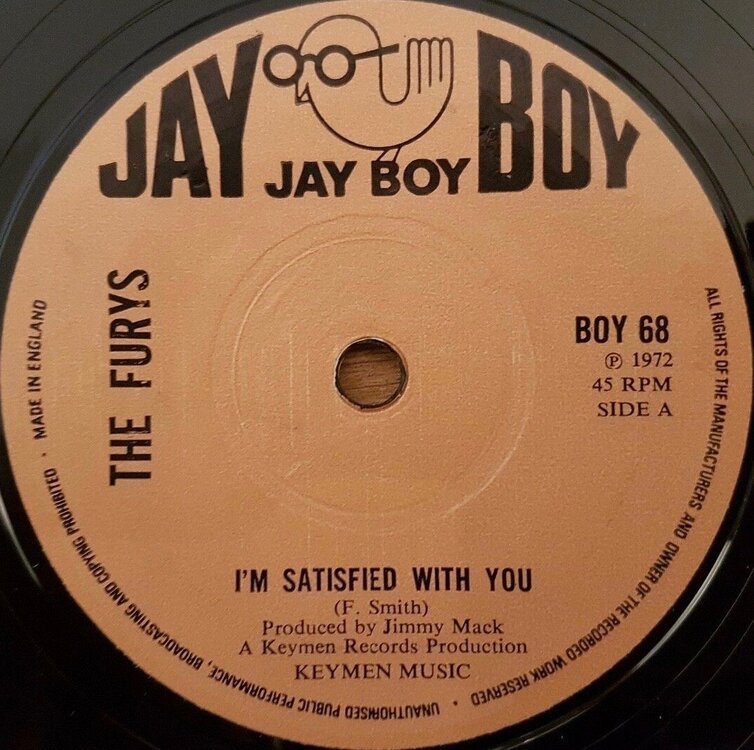 JAY BOY
JAY BOY
THE FURYS
BOY 68
℗ 1972
45 RPM
SIDE A
I'M SATISFIED WITH YOU
(F. Smith)
Produced by Jimmy Mack
A Keymen Records Production
KEYMEN MUSIC
ALL RIGHTS OF THE MANUFACTURERS AND OWNER OF THE RECORDED WORK RESERVED · UNAUTHORISED PUBLIC PERFORMANCE, BROADCASTING AND COPYING PROHIBITED · MADE IN ENGLAND